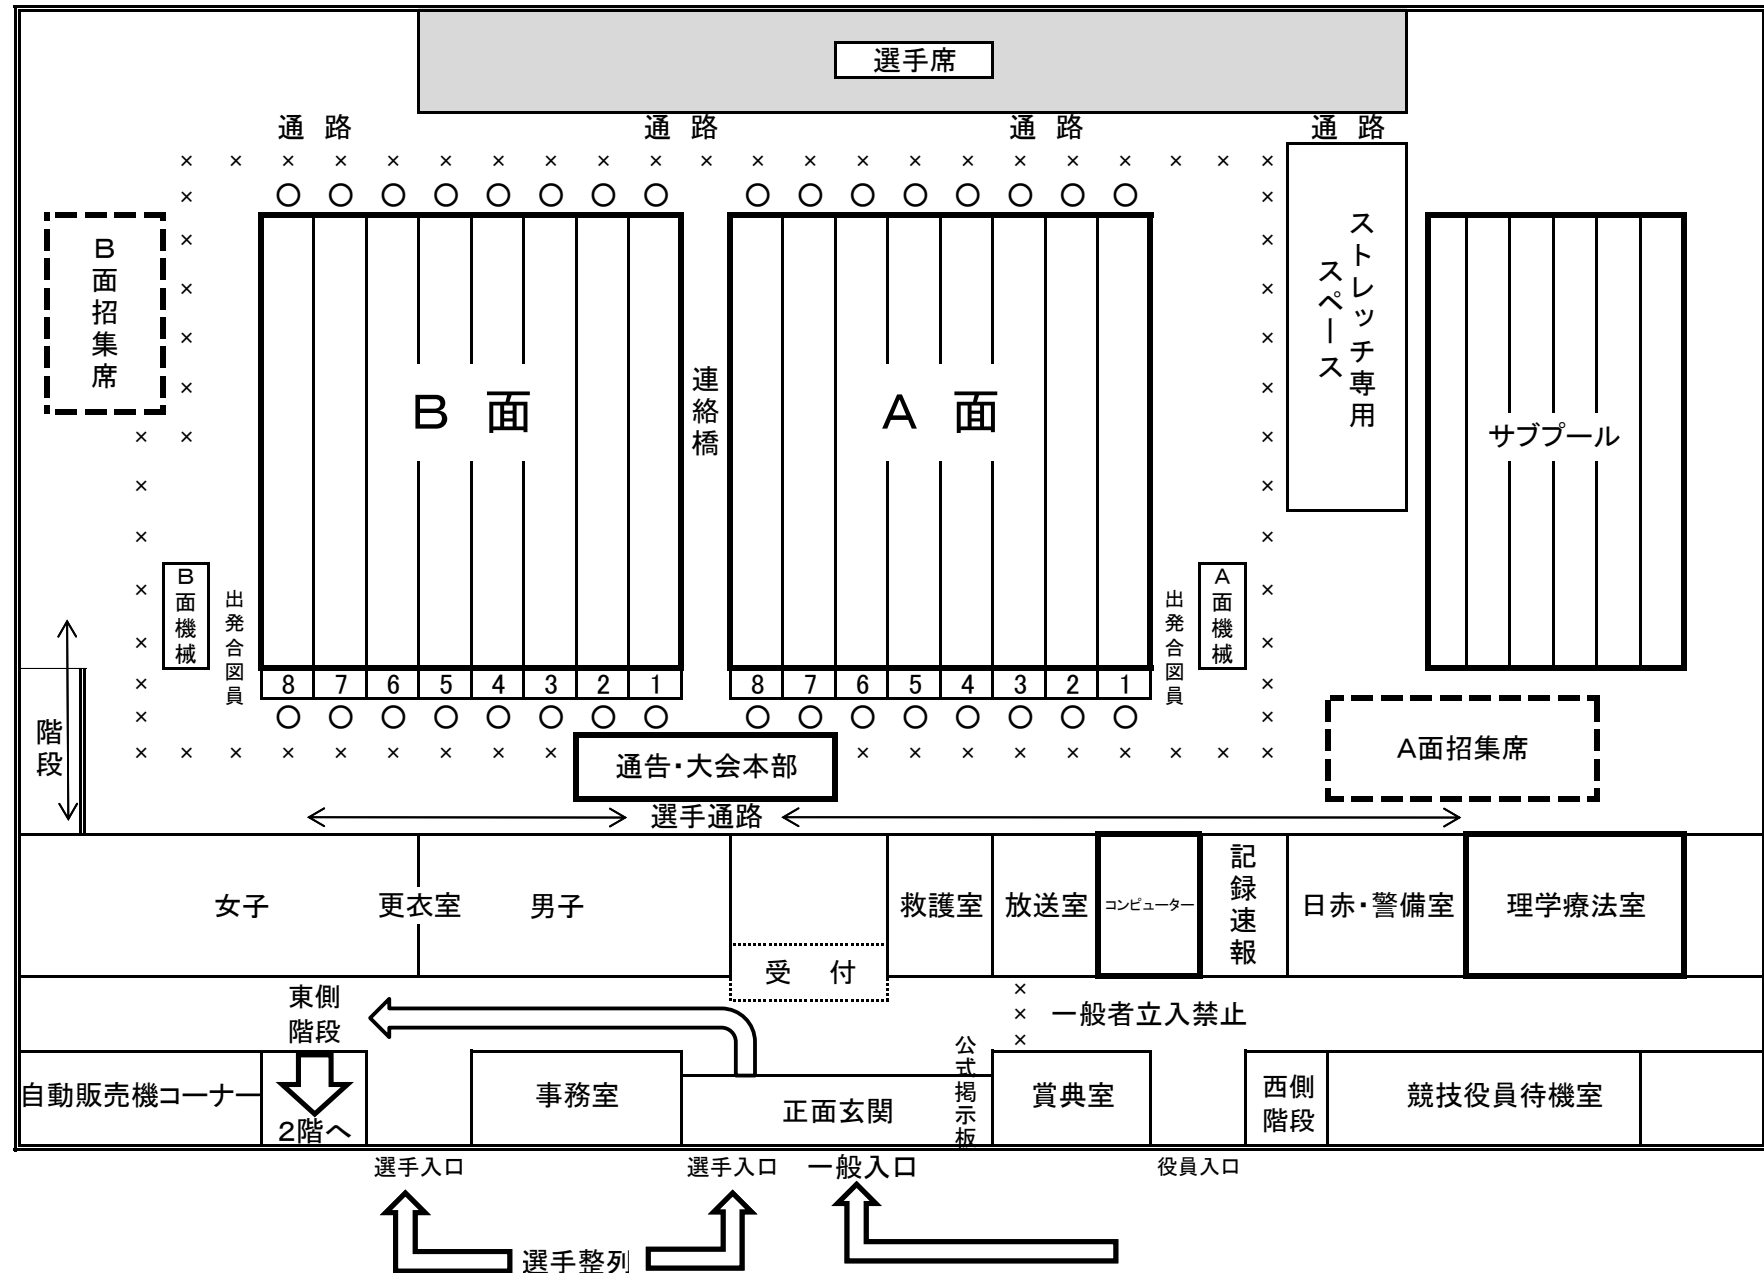 選手席
通　路
通　路
通　路
通　路
B面招集席
B　面
連絡橋
A　面
ストレッチ専用
スペース
サブプール
B面機械
出発合図員
出発合図員
A面機械
8 7 6 5 4 3 2 1
8 7 6 5 4 3 2 1
階段
通告・大会本部
A面招集席
選手通路
女子
更衣室
男子
救護室
放送室
コンピューター
記録速報
日赤・警備室
理学療法室
受　付
東側
階段
一般者立入禁止
自動販売機コーナー
2階へ
事務室
正面玄関
公式掲示板
賞典室
西側
階段
競技役員待機室
選手入口
選手入口
一般入口
役員入口
選手整列